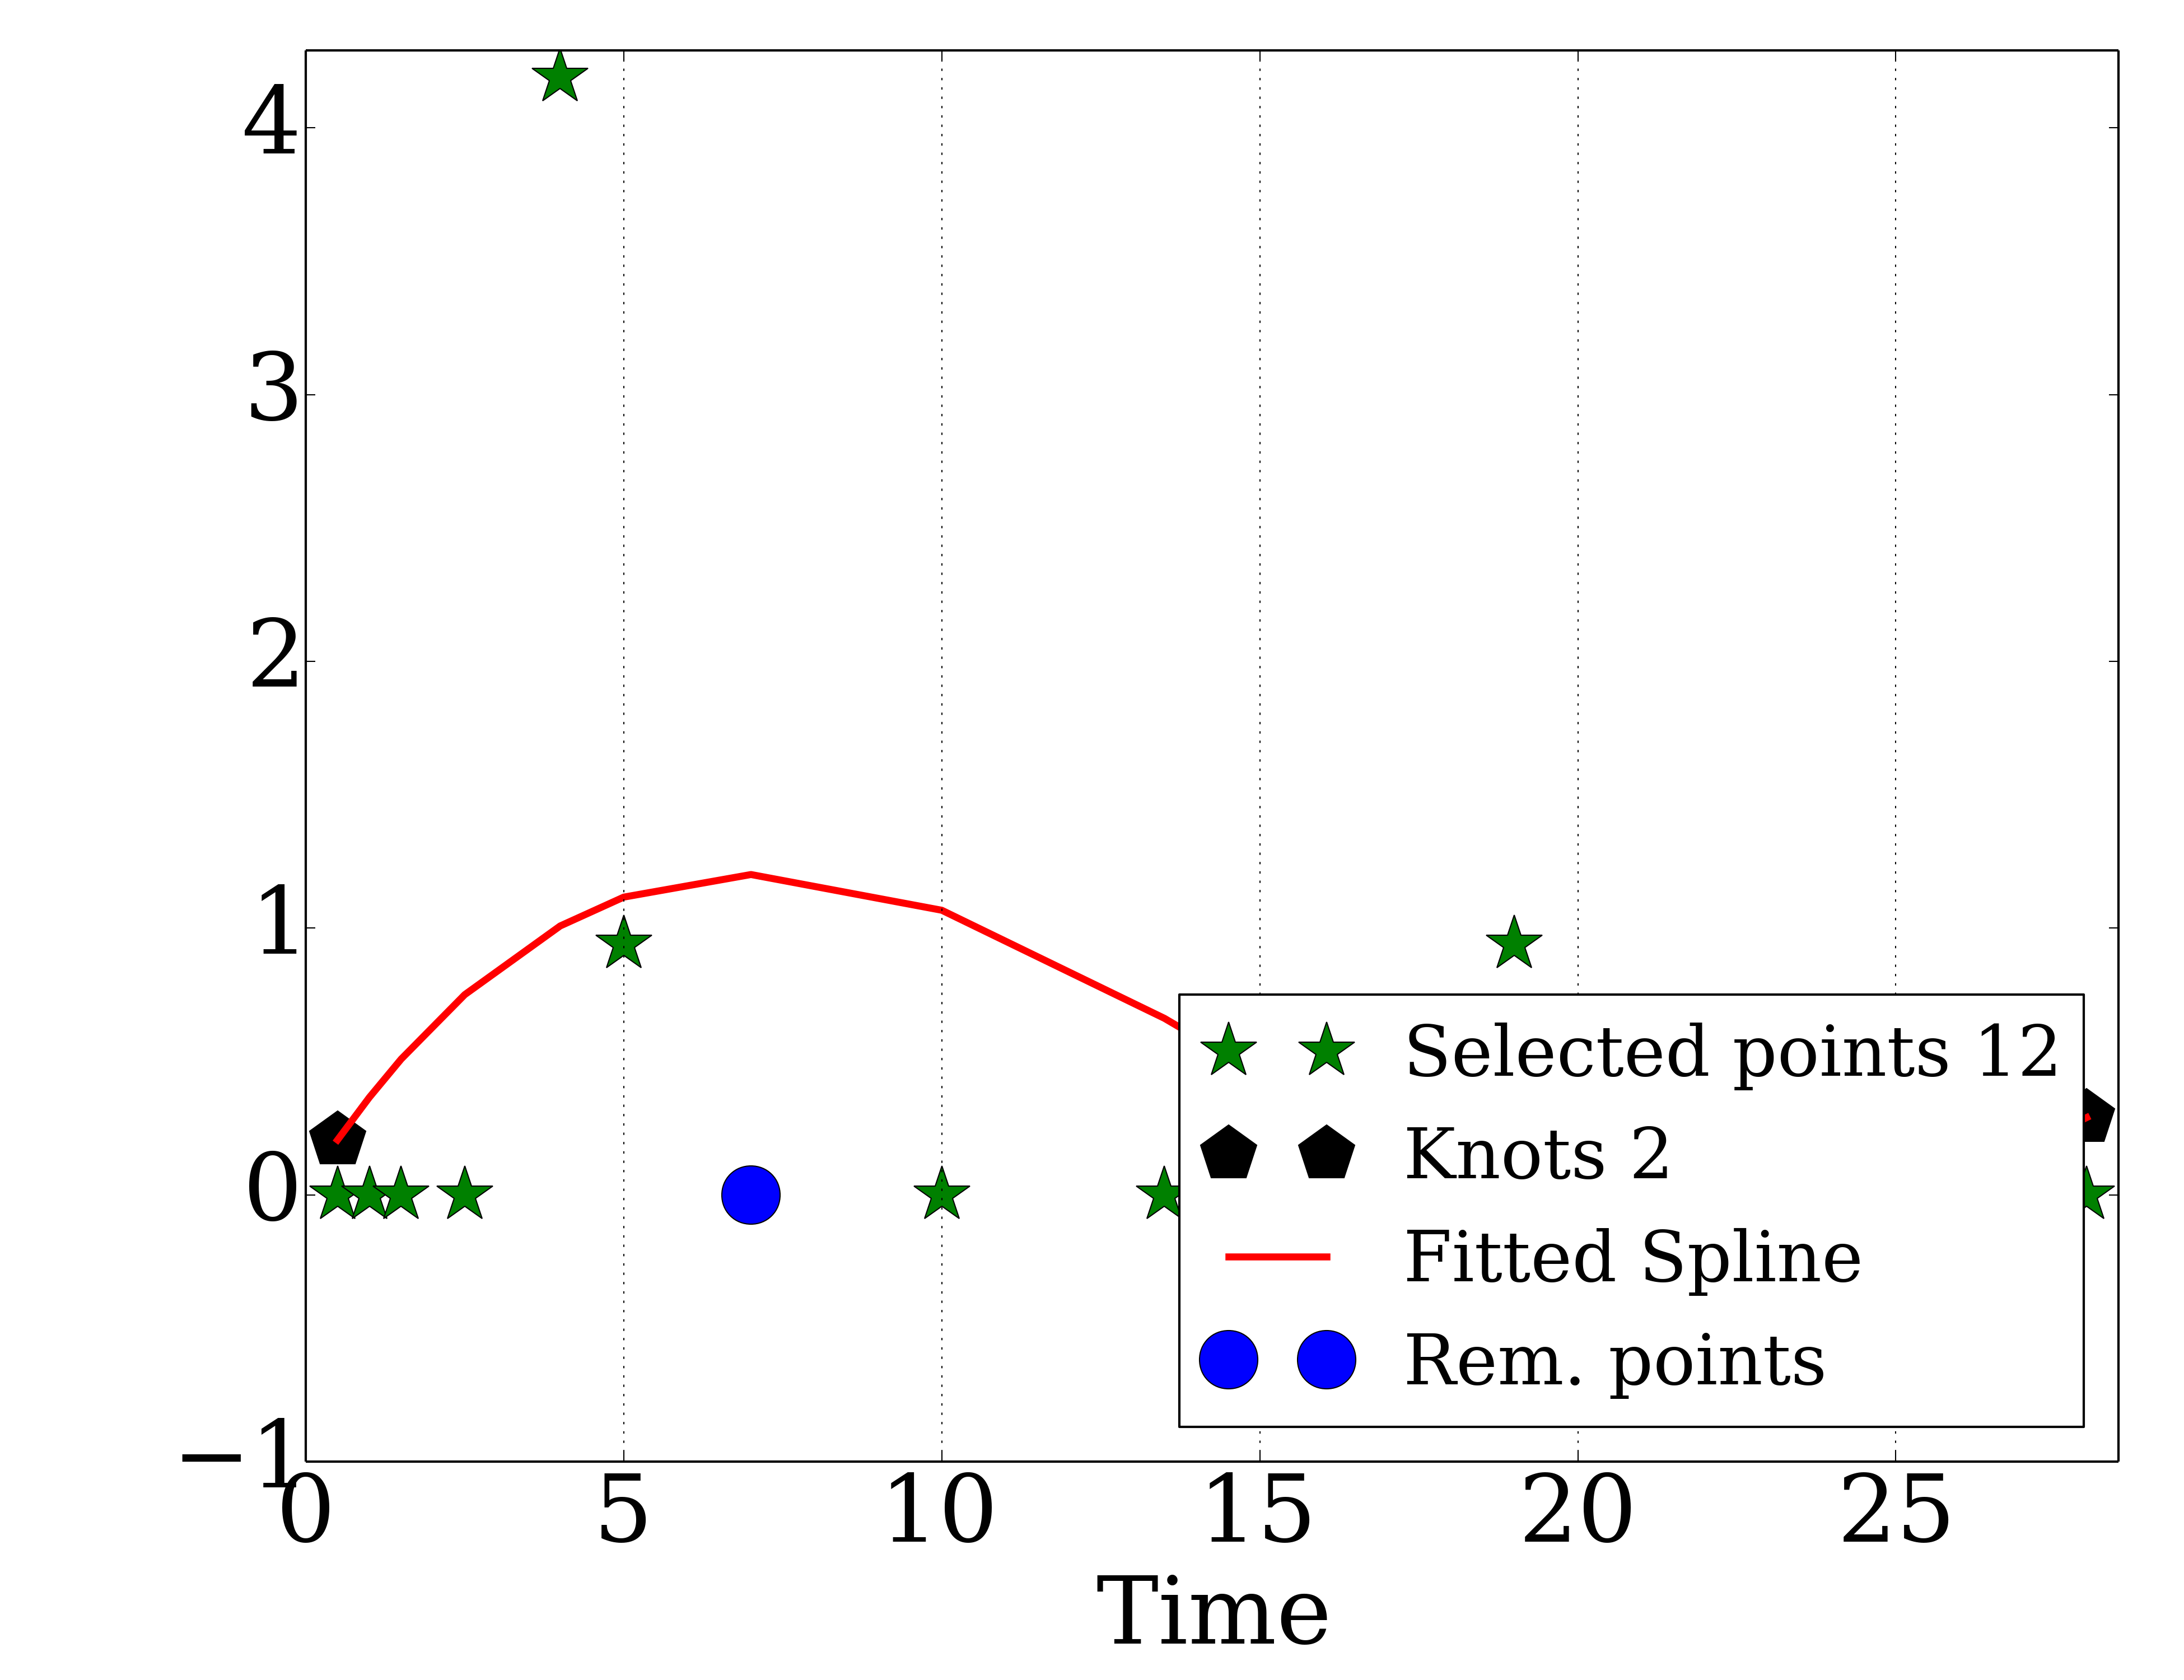 4
3
2
1
0
−1
0 5 10 15 20 25
Time
Selected points 12
Knots 2
Fitted Spline
Rem. points